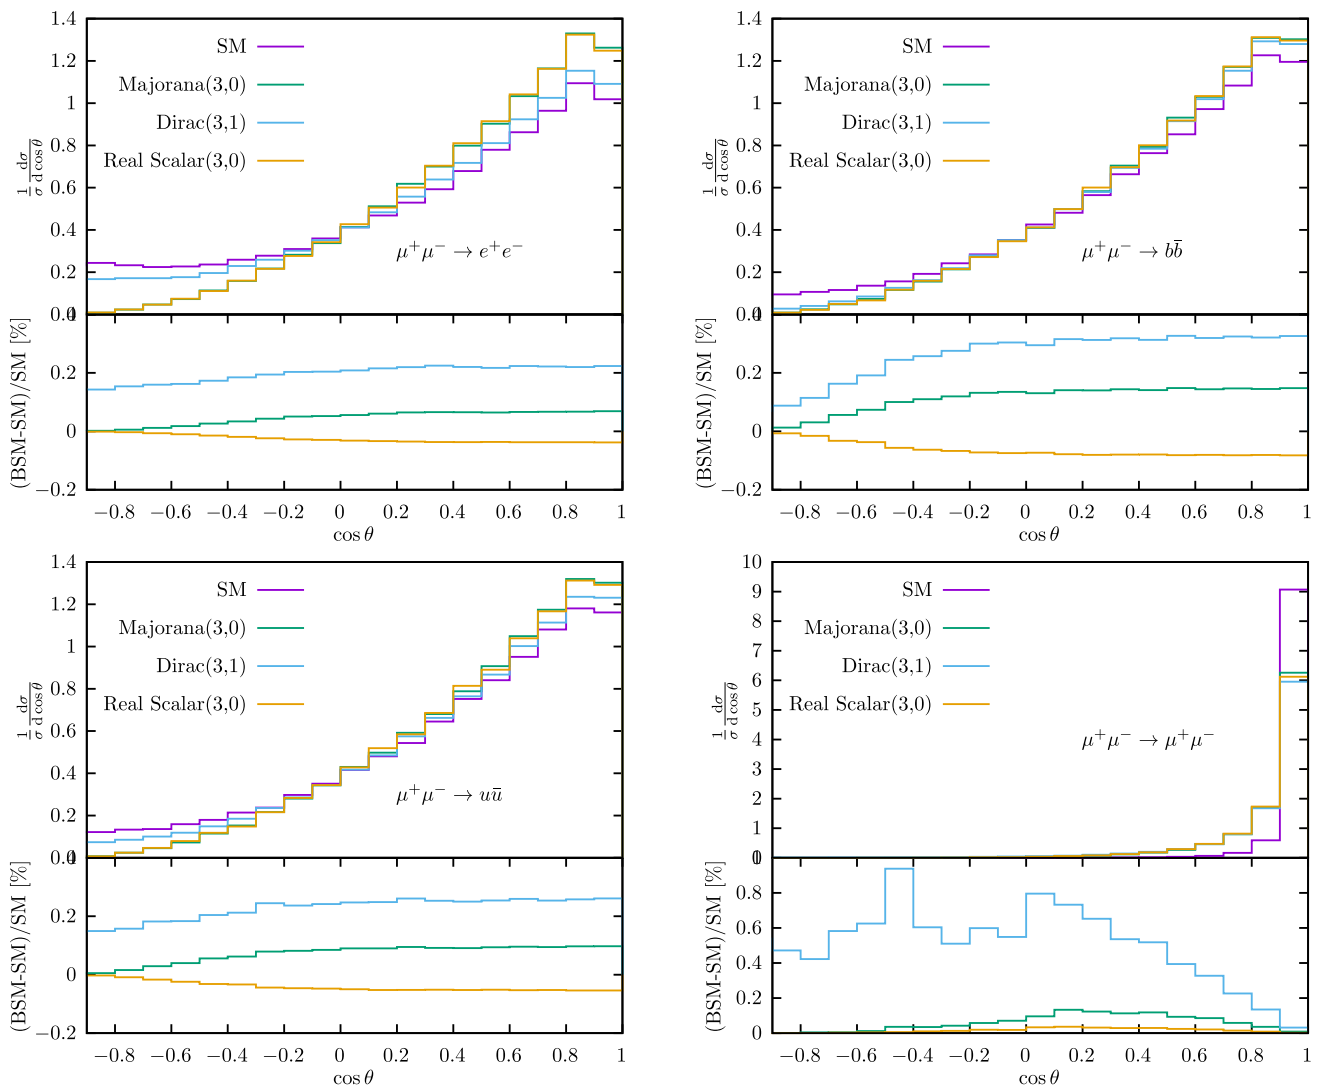 1.4
1.2
1
0.8
0.6
0.4
0.2
0.0
1/σ dσ/d cos θ
SM
Majorana(3,0)
Dirac(3,1)
Real Scalar(3,0)
μ⁺μ⁻ → e⁺e⁻
0.2
0
−0.2
(BSM-SM)/SM [%]
−0.8 −0.6 −0.4 −0.2 0 0.2 0.4 0.6 0.8 1
cos θ
1.4
1.2
1
0.8
0.6
0.4
0.2
0.0
1/σ dσ/d cos θ
SM
Majorana(3,0)
Dirac(3,1)
Real Scalar(3,0)
μ⁺μ⁻ → bb̄
0.2
0
−0.2
(BSM-SM)/SM [%]
−0.8 −0.6 −0.4 −0.2 0 0.2 0.4 0.6 0.8 1
cos θ
1.4
1.2
1
0.8
0.6
0.4
0.2
0.0
1/σ dσ/d cos θ
SM
Majorana(3,0)
Dirac(3,1)
Real Scalar(3,0)
μ⁺μ⁻ → uū
0.2
0
−0.2
(BSM-SM)/SM [%]
−0.8 −0.6 −0.4 −0.2 0 0.2 0.4 0.6 0.8 1
cos θ
10
9
8
7
6
5
4
3
2
1
1/σ dσ/d cos θ
SM
Majorana(3,0)
Dirac(3,1)
Real Scalar(3,0)
μ⁺μ⁻ → μ⁺μ⁻
0.8
0.6
0.4
0.2
0
(BSM-SM)/SM [%]
−0.8 −0.6 −0.4 −0.2 0 0.2 0.4 0.6 0.8 1
cos θ